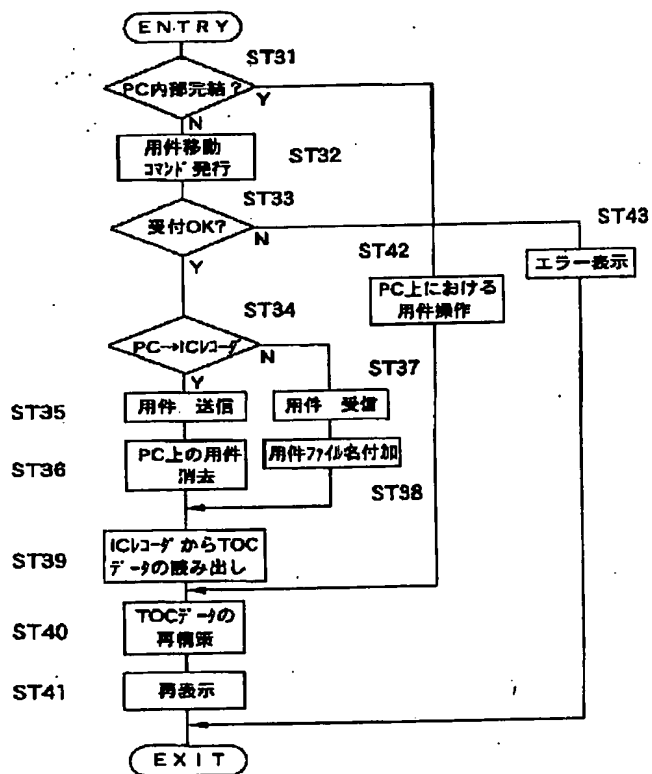 ENTRY
ST31
PC内部完結?
Y
N
用件移動
コマンド発行
ST32
ST33
受付OK?
N
Y
ST43
エラー表示
ST42
PC上における
用件操作
ST34
PC→ICレコーダ
N
Y
ST37
ST35
用件 送信
用件 受信
ST36
PC上の用件
消去
用件ファイル名付加
ST38
ST39
ICレコーダからTOC
データの読み出し
ST40
TOCデータの
再構策
ST41
再表示
EXIT